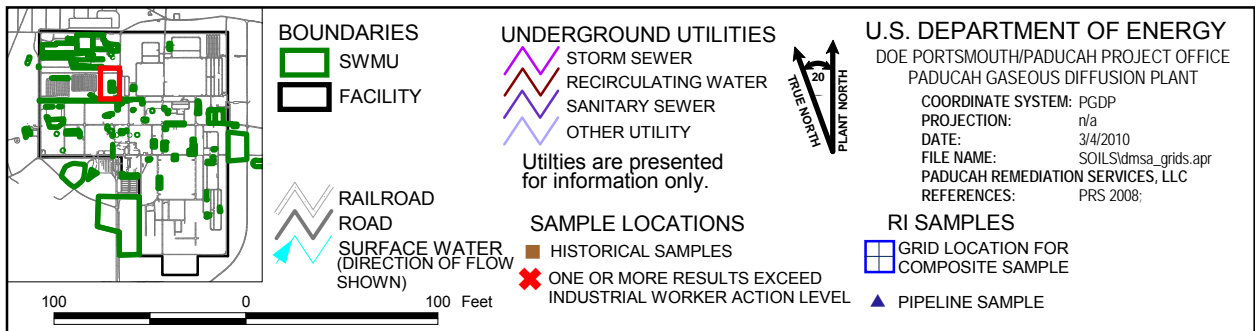 BOUNDARIES
SWMU
FACILITY
RAILROAD
ROAD
SURFACE WATER
(DIRECTION OF FLOW
SHOWN)
100 0 100 Feet
UNDERGROUND UTILITIES
STORM SEWER
RECIRCULATING WATER
SANITARY SEWER
OTHER UTILITY
Utilties are presented
for information only.
SAMPLE LOCATIONS
HISTORICAL SAMPLES
ONE OR MORE RESULTS EXCEED
INDUSTRIAL WORKER ACTION LEVEL
20
TRUE NORTH
PLANT NORTH
U.S. DEPARTMENT OF ENERGY
DOE PORTSMOUTH/PADUCAH PROJECT OFFICE
PADUCAH GASEOUS DIFFUSION PLANT
COORDINATE SYSTEM: PGDP
PROJECTION: n/a
DATE: 3/4/2010
FILE NAME: SOILS\dmsa_grids.apr
PADUCAH REMEDIATION SERVICES, LLC
REFERENCES: PRS 2008;
RI SAMPLES
GRID LOCATION FOR
COMPOSITE SAMPLE
PIPELINE SAMPLE